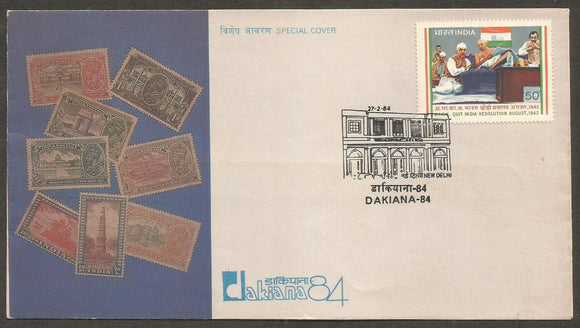 विशेष आवरण SPECIAL COVER
भारत INDIA
50
अ.भा.कां.क. भारत छोड़ो प्रस्ताव अगस्त, 1942
QUIT INDIA RESOLUTION AUGUST, 1942
27-2-84
नई दिल्ली NEW DELHI
डाकियाना-84
DAKIANA-84
INDIA
INDIA
डाकियाना
dakiana 84